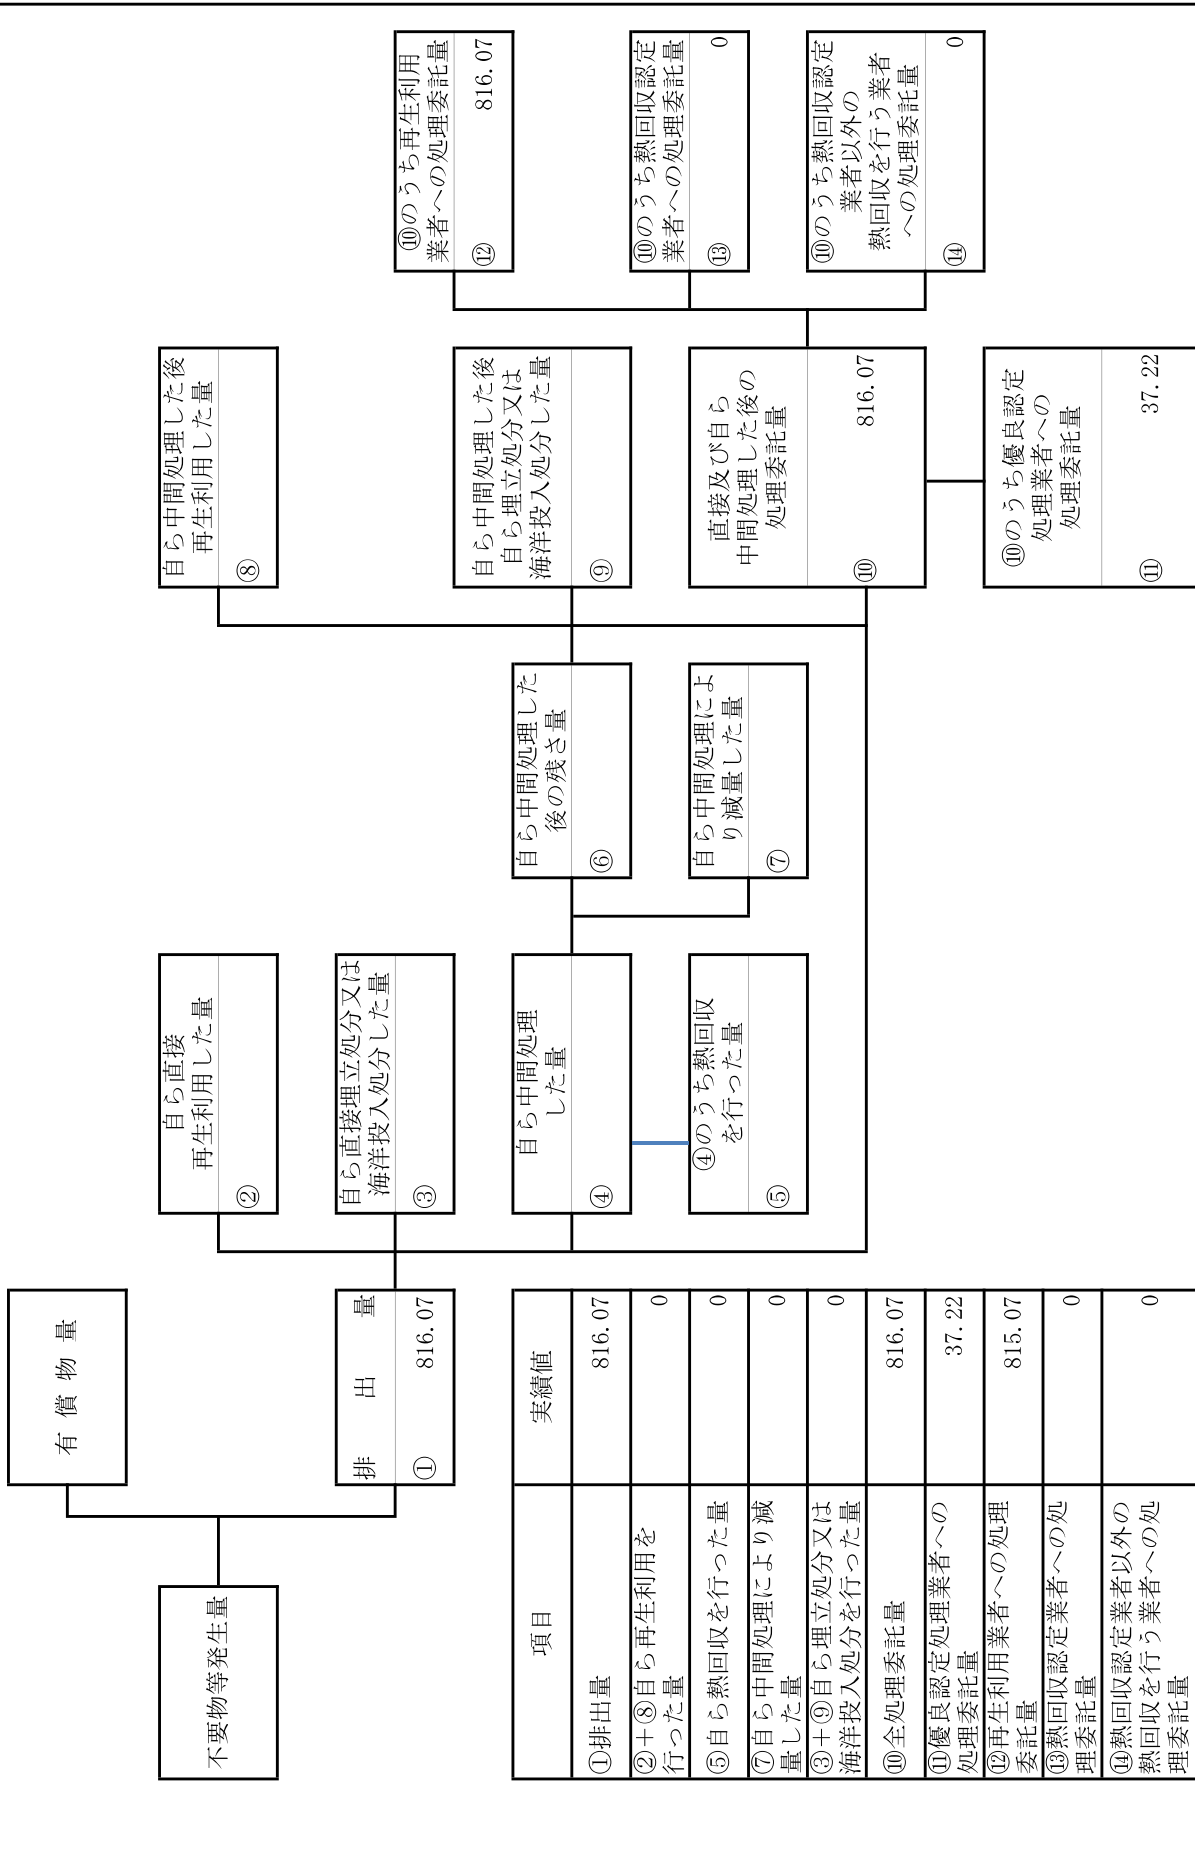 有償物量
不要物等発生量
排出量
① 816.07
自ら直接
再生利用した量
②
自ら直接埋立処分又は
海洋投入処分した量
③
自ら中間処理
した量
④
④のうち熱回収
を行った量
⑤
自ら中間処理した
後の残さ量
⑥
自ら中間処理によ
り減量した量
⑦
自ら中間処理した後
再生利用した量
⑧
自ら中間処理した後
自ら埋立処分又は
海洋投入処分した量
⑨
直接及び自ら
中間処理した後の
処理委託量
⑩ 816.07
⑩のうち優良認定
処理業者への
処理委託量
⑪ 37.22
⑩のうち再生利用
業者への処理委託量
⑫ 816.07
⑩のうち熱回収認定
業者への処理委託量
⑬ 0
⑩のうち熱回収認定
業者以外の
熱回収を行う業者
への処理委託量
⑭ 0
項目 実績値
①排出量 816.07
②+⑧自ら再生利用を
行った量 0
⑤自ら熱回収を行った量 0
⑦自ら中間処理により減
量した量 0
③+⑨自ら埋立処分又は
海洋投入処分を行った量 0
⑩全処理委託量 816.07
⑪優良認定処理業者への
処理委託量 37.22
⑫再生利用業者への処理
委託量 815.07
⑬熱回収認定業者への処
理委託量 0
⑭熱回収認定業者以外の
熱回収を行う業者への処
理委託量 0